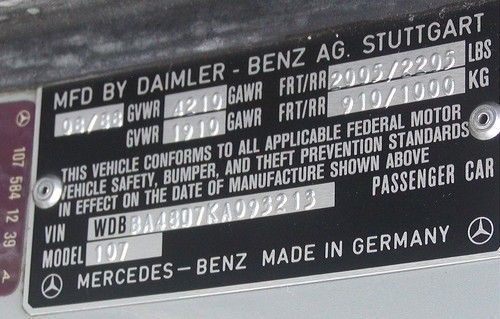 MFD BY DAIMLER - BENZ AG. STUTTGART
08/88 GVWR 4210 GAWR FRT/RR 2005/2205 LBS
GVWR 1910 GAWR FRT/RR 910/1000 KG
THIS VEHICLE CONFORMS TO ALL APPLICABLE FEDERAL MOTOR
VEHICLE SAFETY, BUMPER, AND THEFT PREVENTION STANDARDS
IN EFFECT ON THE DATE OF MANUFACTURE SHOWN ABOVE
VIN WDBBA48D7KA093213 PASSENGER CAR
MODEL 107
MERCEDES-BENZ MADE IN GERMANY
107 584 12 39